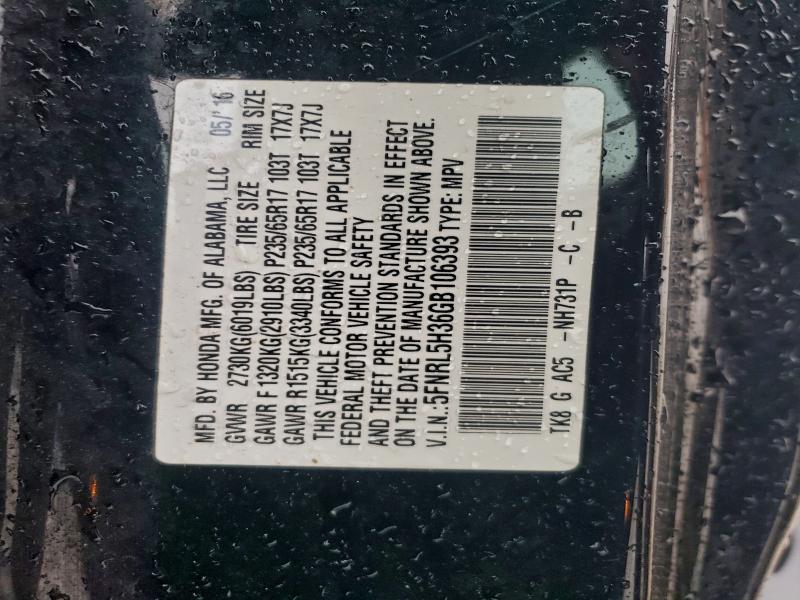 MFD. BY HONDA MFG. OF ALABAMA, LLC 05/ 16
GVWR 2730KG(6019LBS) TIRE SIZE RIM SIZE
GAWR F 1320KG(2910LBS) P235/65R17 103T 17X7J
GAWR R1515KG(3340LBS) P235/65R17 103T 17X7J
THIS VEHICLE CONFORMS TO ALL APPLICABLE
FEDERAL MOTOR VEHICLE SAFETY
AND THEFT PREVENTION STANDARDS IN EFFECT
ON THE DATE OF MANUFACTURE SHOWN ABOVE.
V.I.N.:5FNRL5H36GB106393 TYPE: MPV
TK8 G AC5 -NH731P -C -B